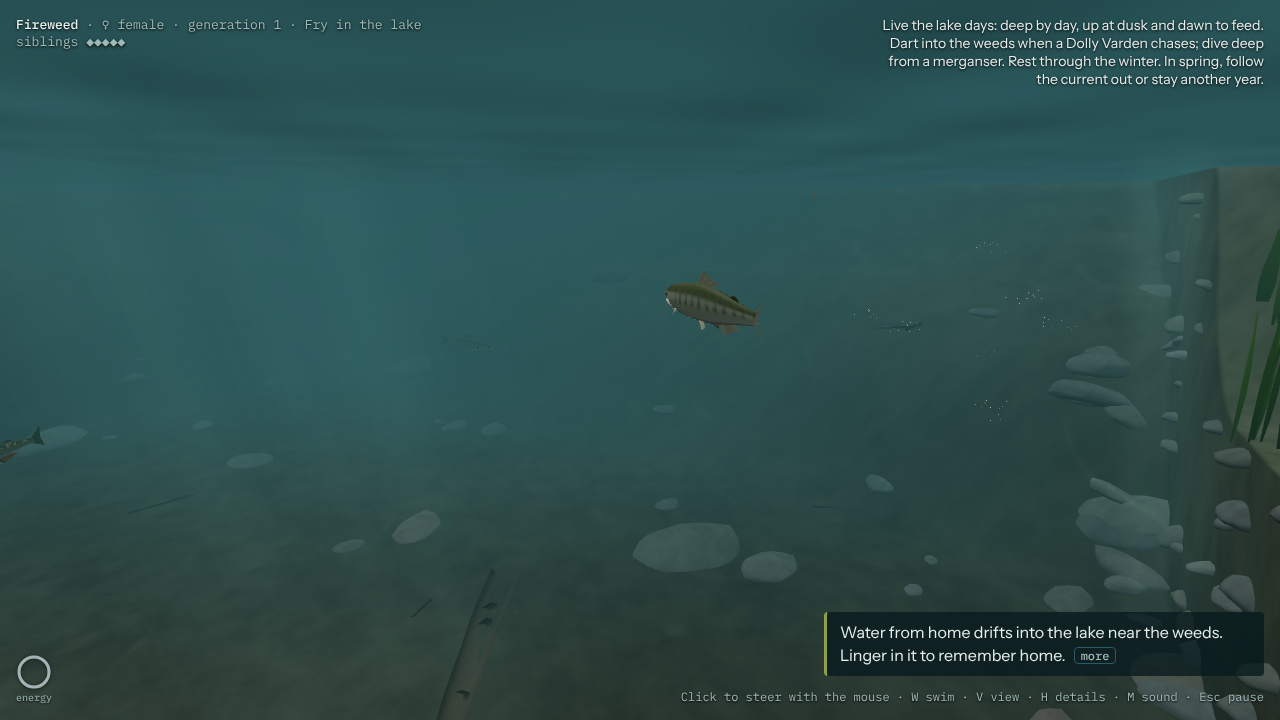 Fireweed · ♀ female · generation 1 · Fry in the lake
siblings ◆◆◆◆◆
Live the lake days: deep by day, up at dusk and dawn to feed.
Dart into the weeds when a Dolly Varden chases; dive deep
from a merganser. Rest through the winter. In spring, follow
the current out or stay another year.
Water from home drifts into the lake near the weeds.
Linger in it to remember home. more
energy
Click to steer with the mouse · W swim · V view · H details · M sound · Esc pause